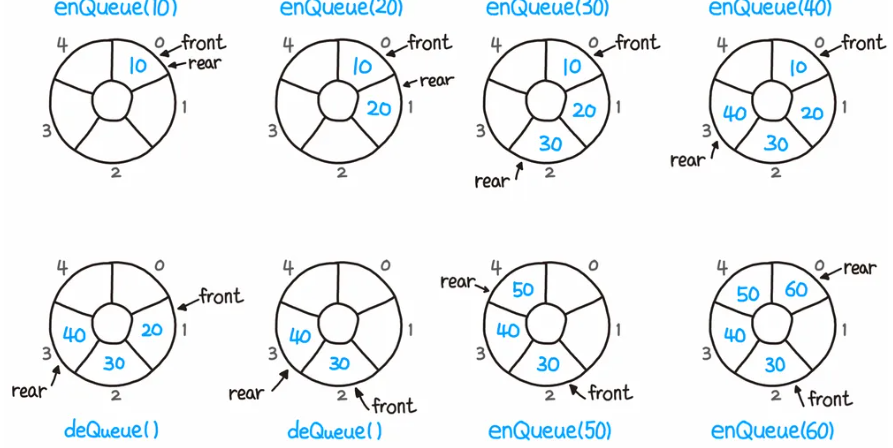 enQueue(10)
4 0 front
rear
10
3 1
2
enQueue(20)
4 0 front
10 rear
20 1
3
2
enQueue(30)
4 0 front
10
20 1
3 30
rear 2
enQueue(40)
4 0 front
10
40 20 1
3 30
rear 2
4 0
front
40 20 1
3 30
rear 2
deQueue()
4 0
40 1
3 30
rear 2 front
deQueue()
4 0
rear 50
40 1
3 30
2 front
enQueue(50)
4 0 rear
50 60
40 1
3 30
2 front
enQueue(60)